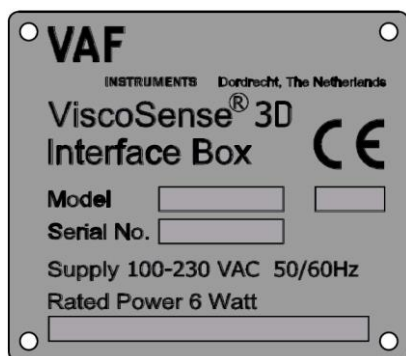 VAF
INSTRUMENTS Dordrecht, The Netherlands
ViscoSense® 3D
Interface Box
CE
Model
Serial No.
Supply 100-230 VAC 50/60Hz
Rated Power 6 Watt